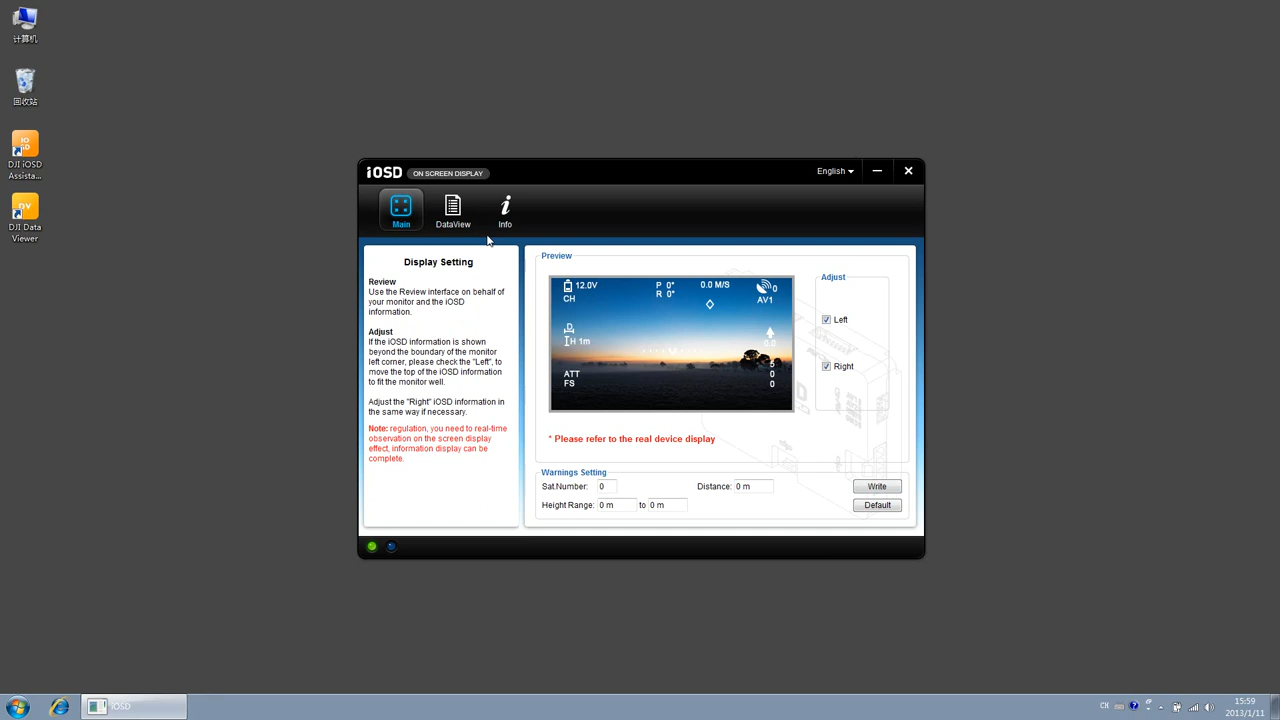 计算机
回收站
DJI iOSD
Assista...
DJI Data
Viewer
iOSD ON SCREEN DISPLAY
English
Main
DataView
Info
Display Setting
Review
Use the Review interface on behalf of
your monitor and the iOSD
information.
Adjust
If the iOSD information is shown
beyond the boundary of the monitor
left corner, please check the "Left", to
move the top of the iOSD information
to fit the monitor well.
Adjust the "Right" iOSD information in
the same way if necessary.
Note: regulation, you need to real-time
observation on the screen display
effect, information display can be
complete.
Preview
12.0V
P 0°
0.0 M/S
0
CH
R 0°
AV1
D
H 1m
0.0
ATT
FS
5
0
0
Adjust
Left
Right
* Please refer to the real device display
Warnings Setting
Sat.Number: 0
Distance: 0 m
Write
Height Range: 0 m to 0 m
Default
iOSD
CH
15:59
2013/1/11